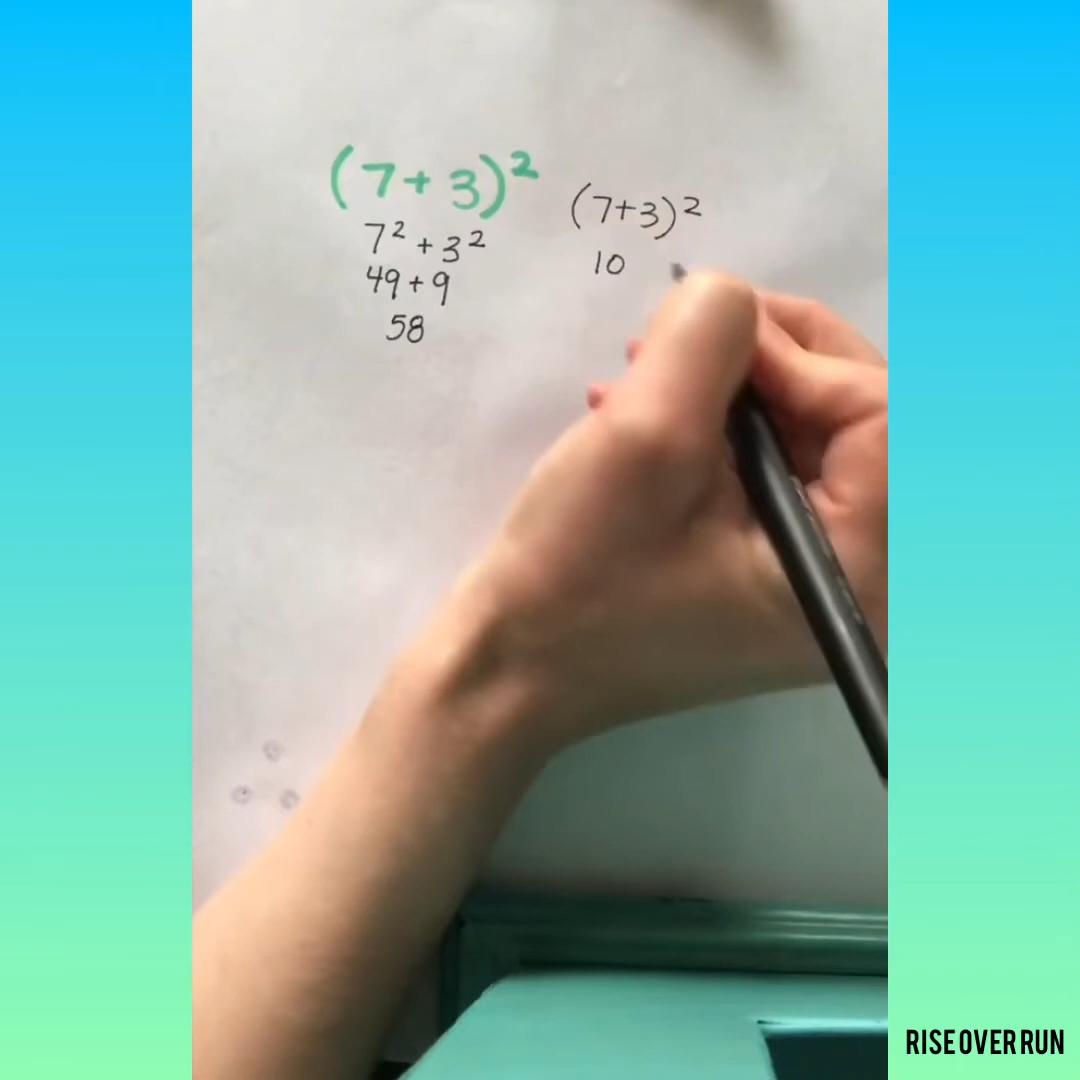 (7+3)²
7² + 3²
49 + 9
58
(7+3)²
10
RISE OVER RUN